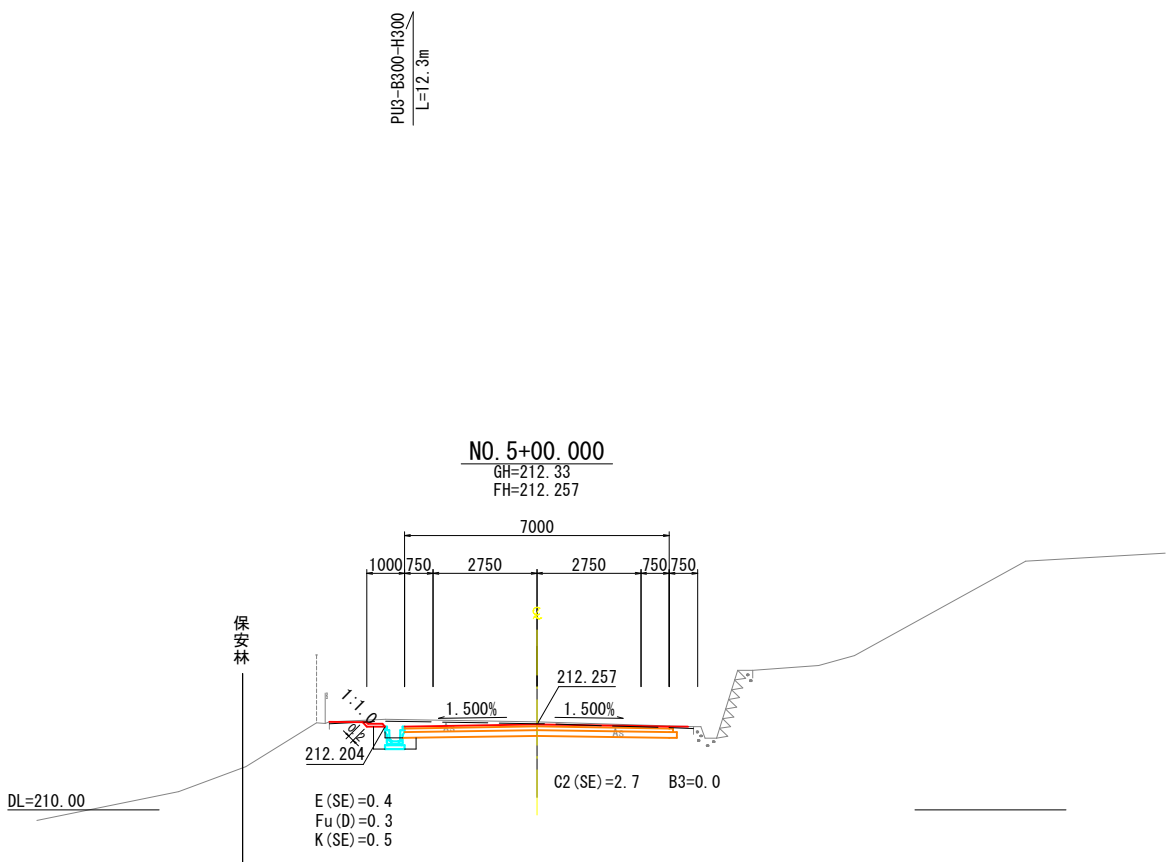 PU3-B300-H300
L=12.3m
NO.5+00.000
GH=212.33
FH=212.257
7000
1000 750 2750 2750 750 750
保安林
212.257
1:1.0
1.500% 1.500%
0.2
As
212.204
C2(SE)=2.7 B3=0.0
DL=210.00
E(SE)=0.4
Fu(D)=0.3
K(SE)=0.5